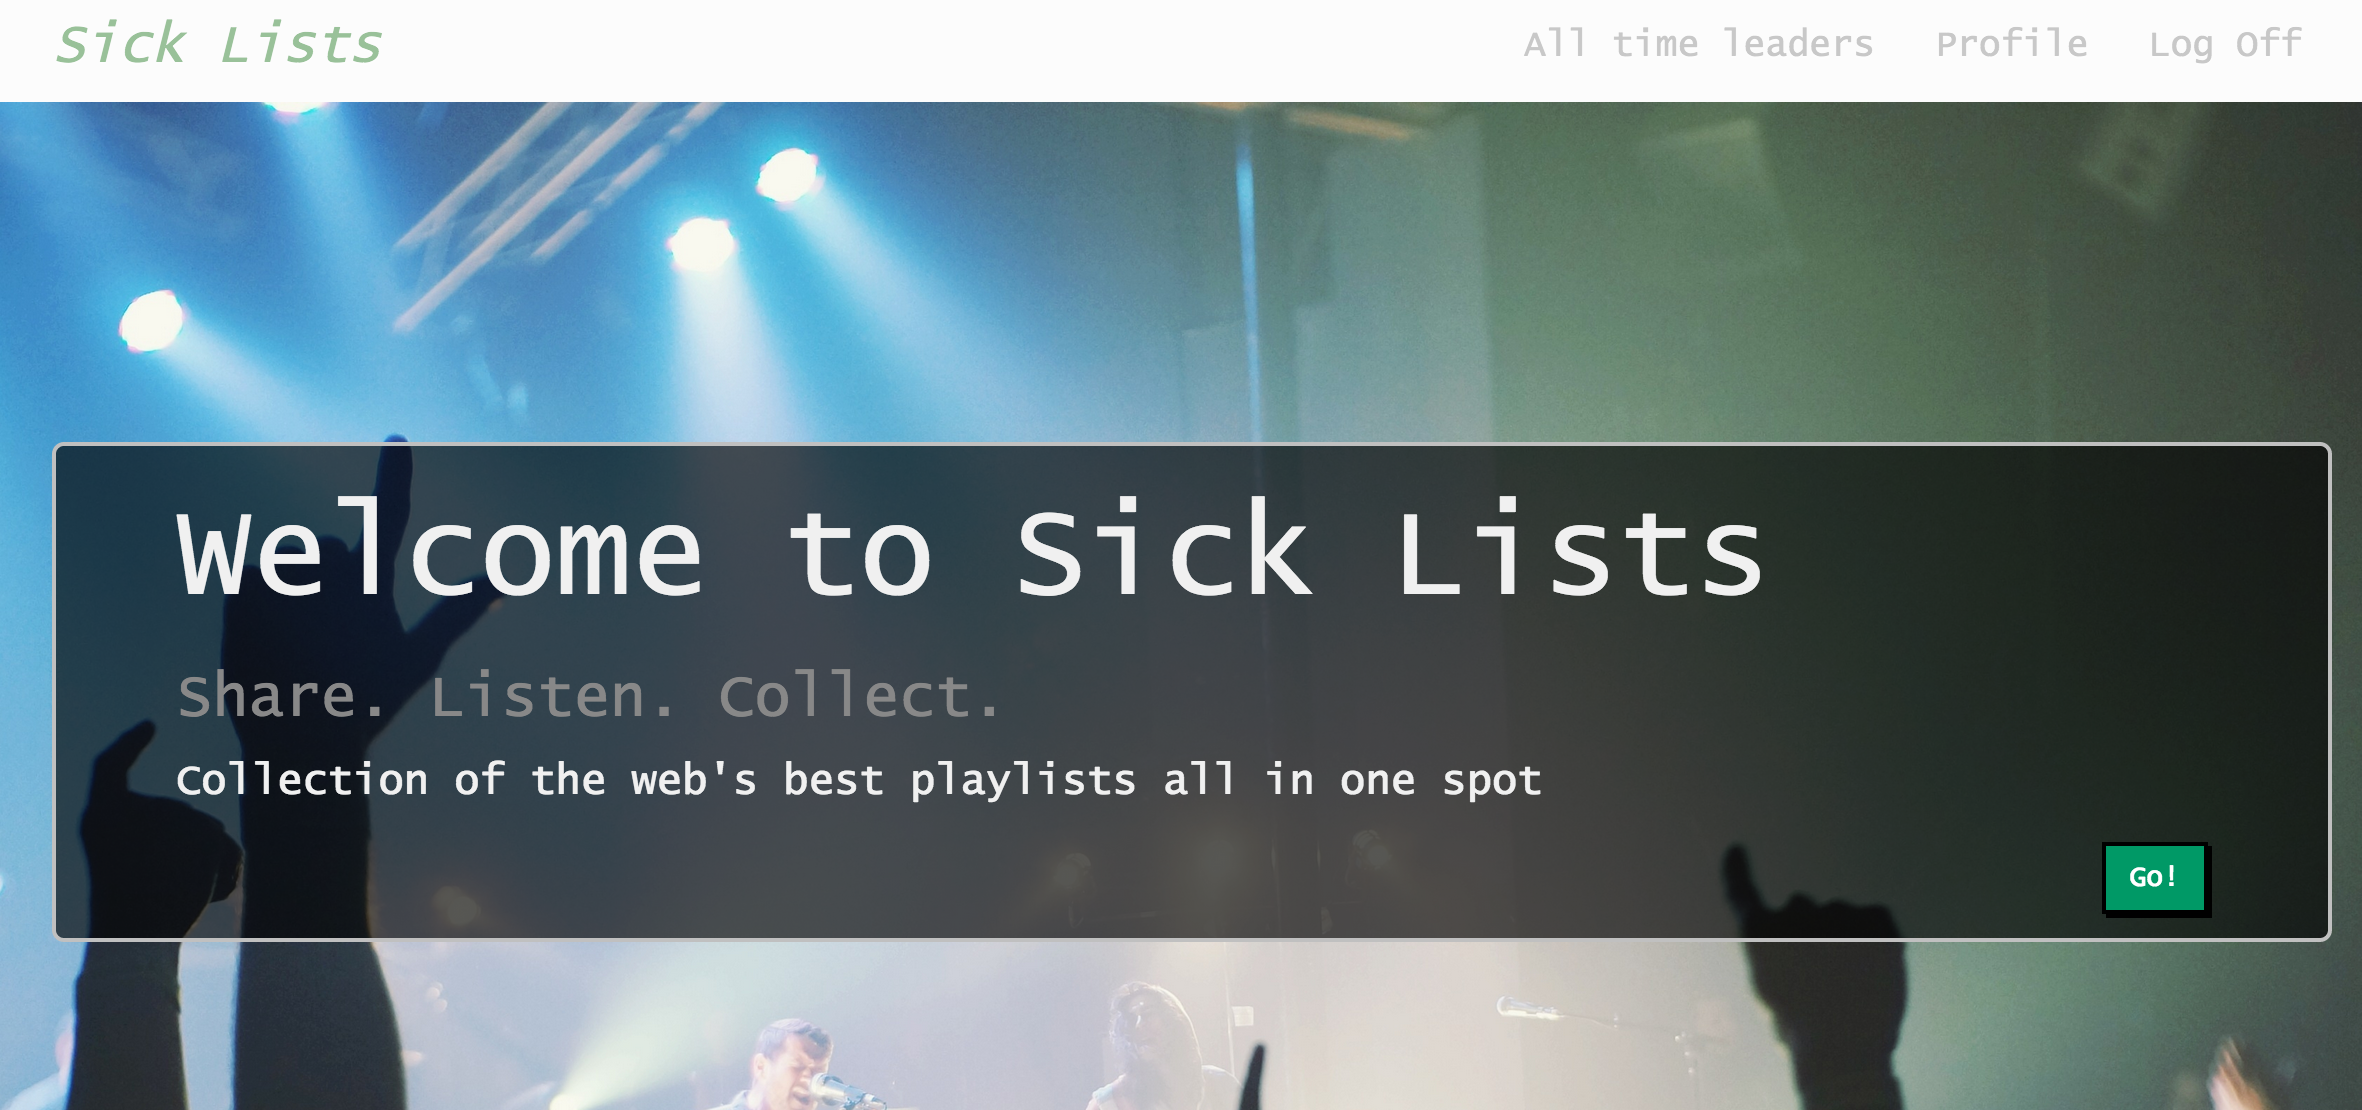 Sick Lists
All time leaders Profile Log Off
Welcome to Sick Lists
Share. Listen. Collect.
Collection of the web's best playlists all in one spot
Go!